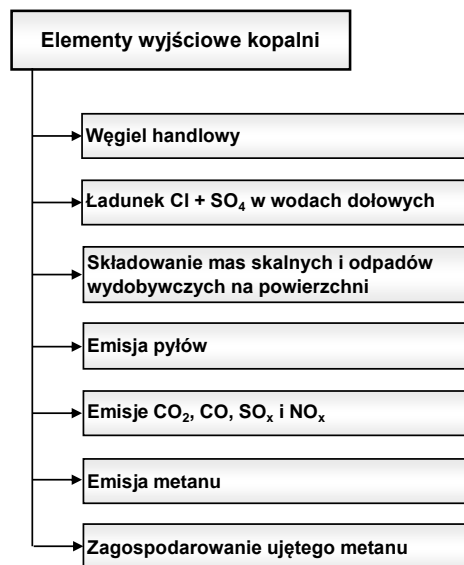 Elementy wyjściowe kopalni
Węgiel handlowy
Ładunek Cl + SO₄ w wodach dołowych
Składowanie mas skalnych i odpadów
wydobywczych na powierzchni
Emisja pyłów
Emisje CO₂, CO, SOₓ i NOₓ
Emisja metanu
Zagospodarowanie ujętego metanu